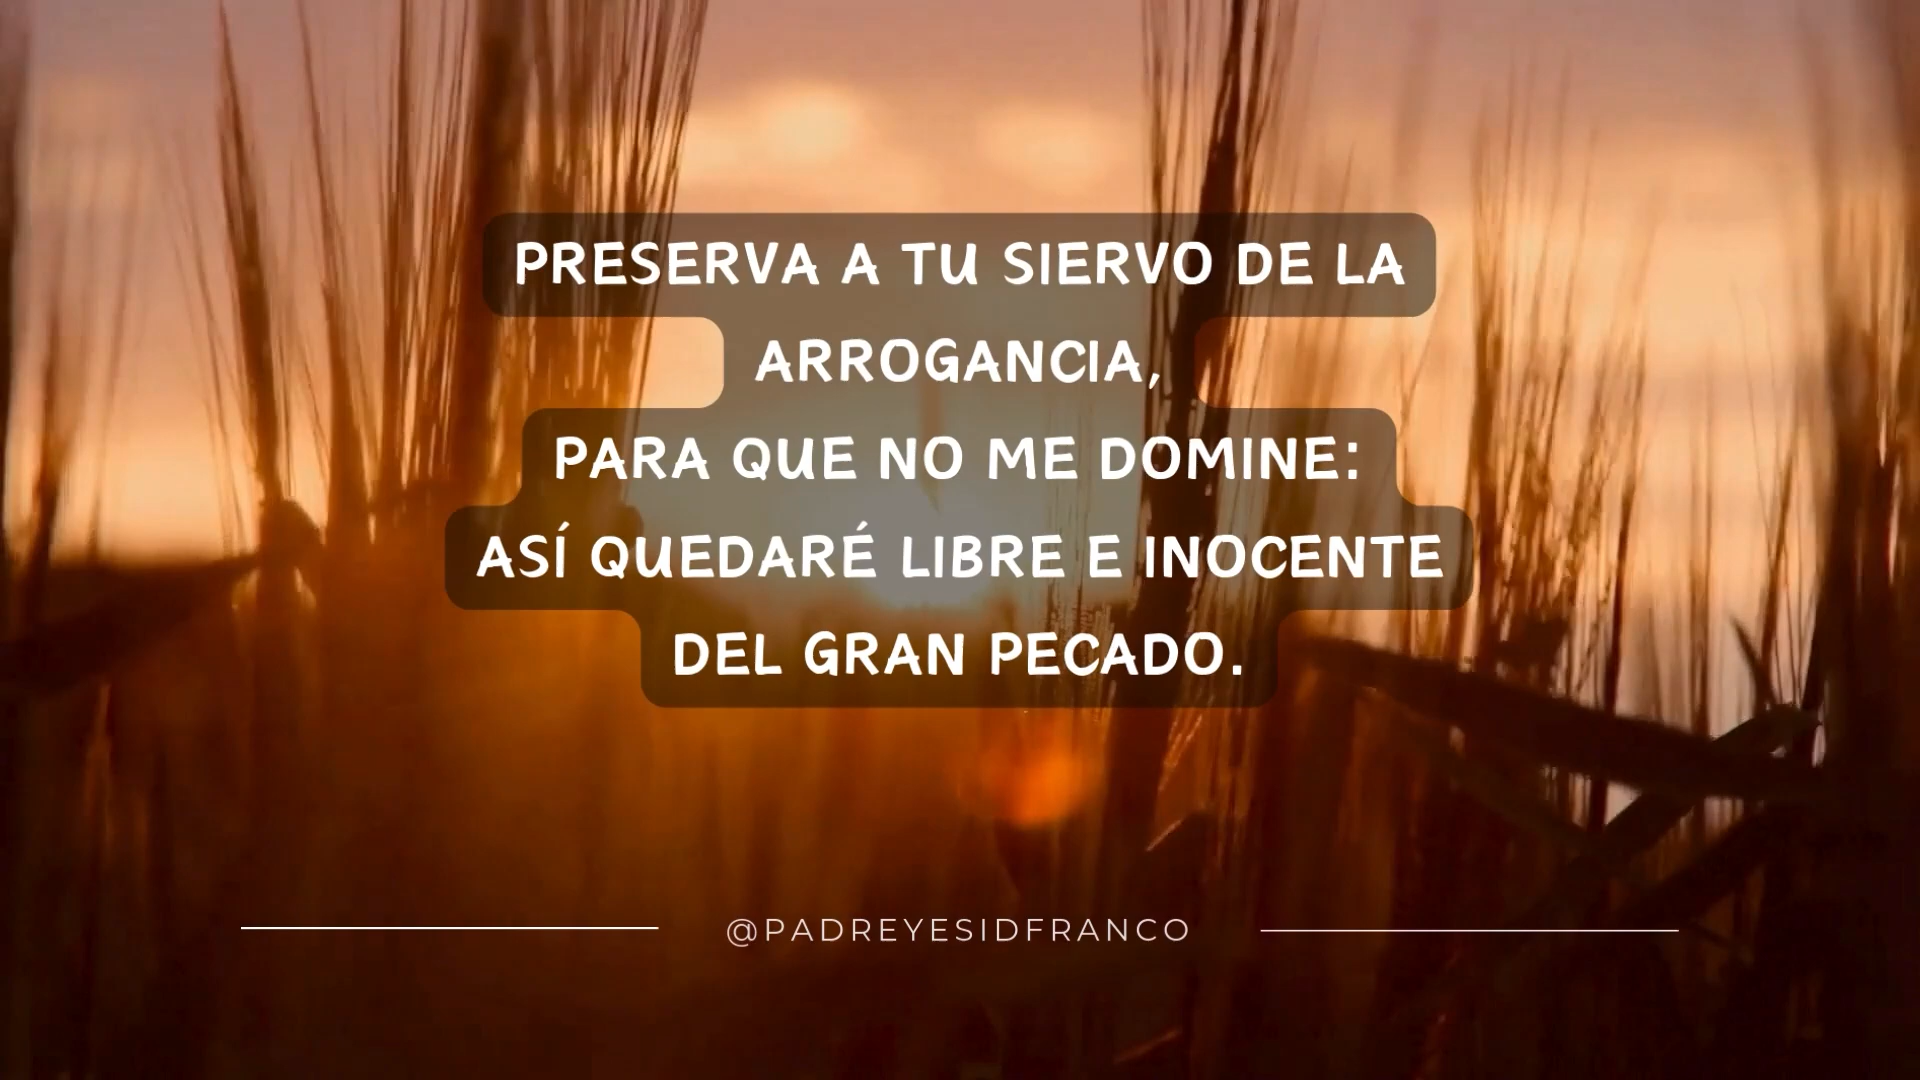 PRESERVA A TU SIERVO DE LA
ARROGANCIA,
PARA QUE NO ME DOMINE:
ASÍ QUEDARÉ LIBRE E INOCENTE
DEL GRAN PECADO.
@PADREYESIDFRANCO